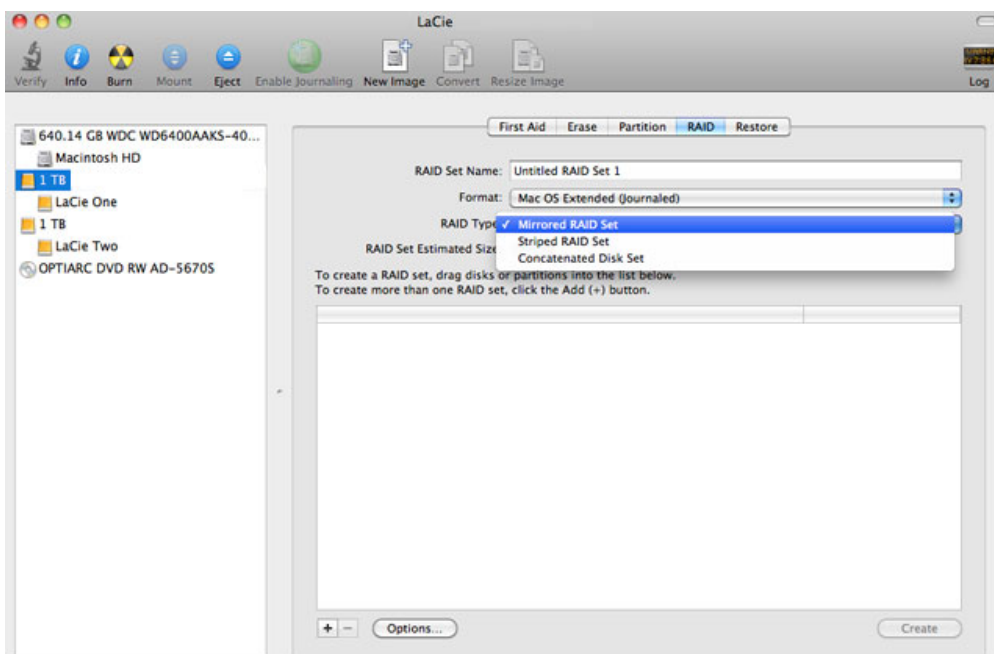 LaCie
Verify Info Burn Mount Eject Enable Journaling New Image Convert Resize Image Log
First Aid Erase Partition RAID Restore
640.14 GB WDC WD6400AAKS-40...
Macintosh HD
1 TB
LaCie One
1 TB
LaCie Two
OPTIARC DVD RW AD-5670S
RAID Set Name: Untitled RAID Set 1
Format: Mac OS Extended (Journaled)
RAID Type
✓ Mirrored RAID Set
Striped RAID Set
Concatenated Disk Set
RAID Set Estimated Size
To create a RAID set, drag disks or partitions into the list below.
To create more than one RAID set, click the Add (+) button.
+ − Options... Create